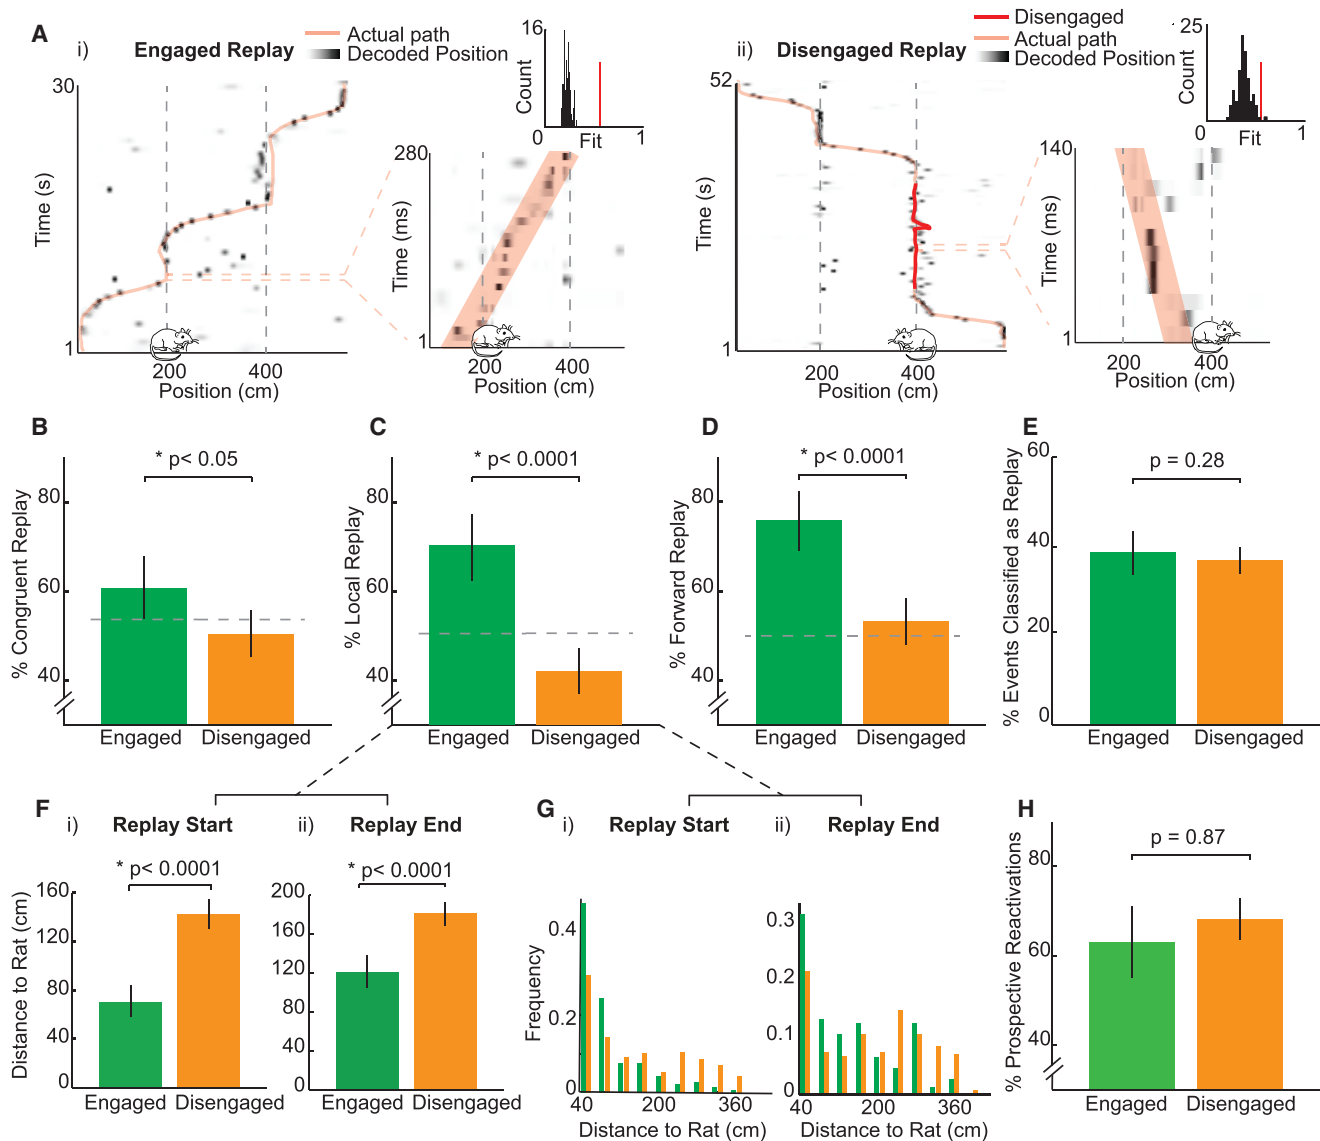 A
i)
Engaged Replay
Actual path
Decoded Position
16
Count
0
Fit
1
30
Time (s)
1
200
400
Position (cm)
280
Time (ms)
1
200
400
Position (cm)
ii)
Disengaged Replay
Disengaged
Actual path
Decoded Position
25
Count
0
Fit
1
52
Time (s)
1
200
400
Position (cm)
140
Time (ms)
1
200
400
Position (cm)
B
* p< 0.05
% Congruent Replay
80
60
40
Engaged
Disengaged
C
* p< 0.0001
% Local Replay
80
60
40
Engaged
Disengaged
D
* p< 0.0001
% Forward Replay
80
60
40
Engaged
Disengaged
E
p = 0.28
% Events Classified as Replay
60
40
20
0
Engaged
Disengaged
F
i)
Replay Start
* p< 0.0001
Distance to Rat (cm)
160
120
80
40
0
Engaged
Disengaged
ii)
Replay End
* p< 0.0001
200
160
120
80
40
0
Engaged
Disengaged
G
i)
Replay Start
Frequency
0.4
0.2
0
40
200
360
Distance to Rat (cm)
ii)
Replay End
0.3
0.2
0.1
0
40
200
360
Distance to Rat (cm)
H
p = 0.87
% Prospective Reactivations
80
60
40
Engaged
Disengaged